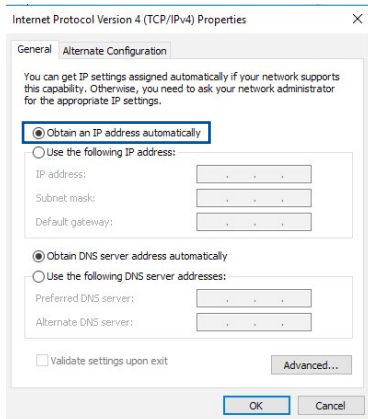 Internet Protocol Version 4 (TCP/IPv4) Properties
General
Alternate Configuration
You can get IP settings assigned automatically if your network supports
this capability. Otherwise, you need to ask your network administrator
for the appropriate IP settings.
Obtain an IP address automatically
Use the following IP address:
IP address:
Subnet mask:
Default gateway:
Obtain DNS server address automatically
Use the following DNS server addresses:
Preferred DNS server:
Alternate DNS server:
Validate settings upon exit
Advanced...
OK
Cancel